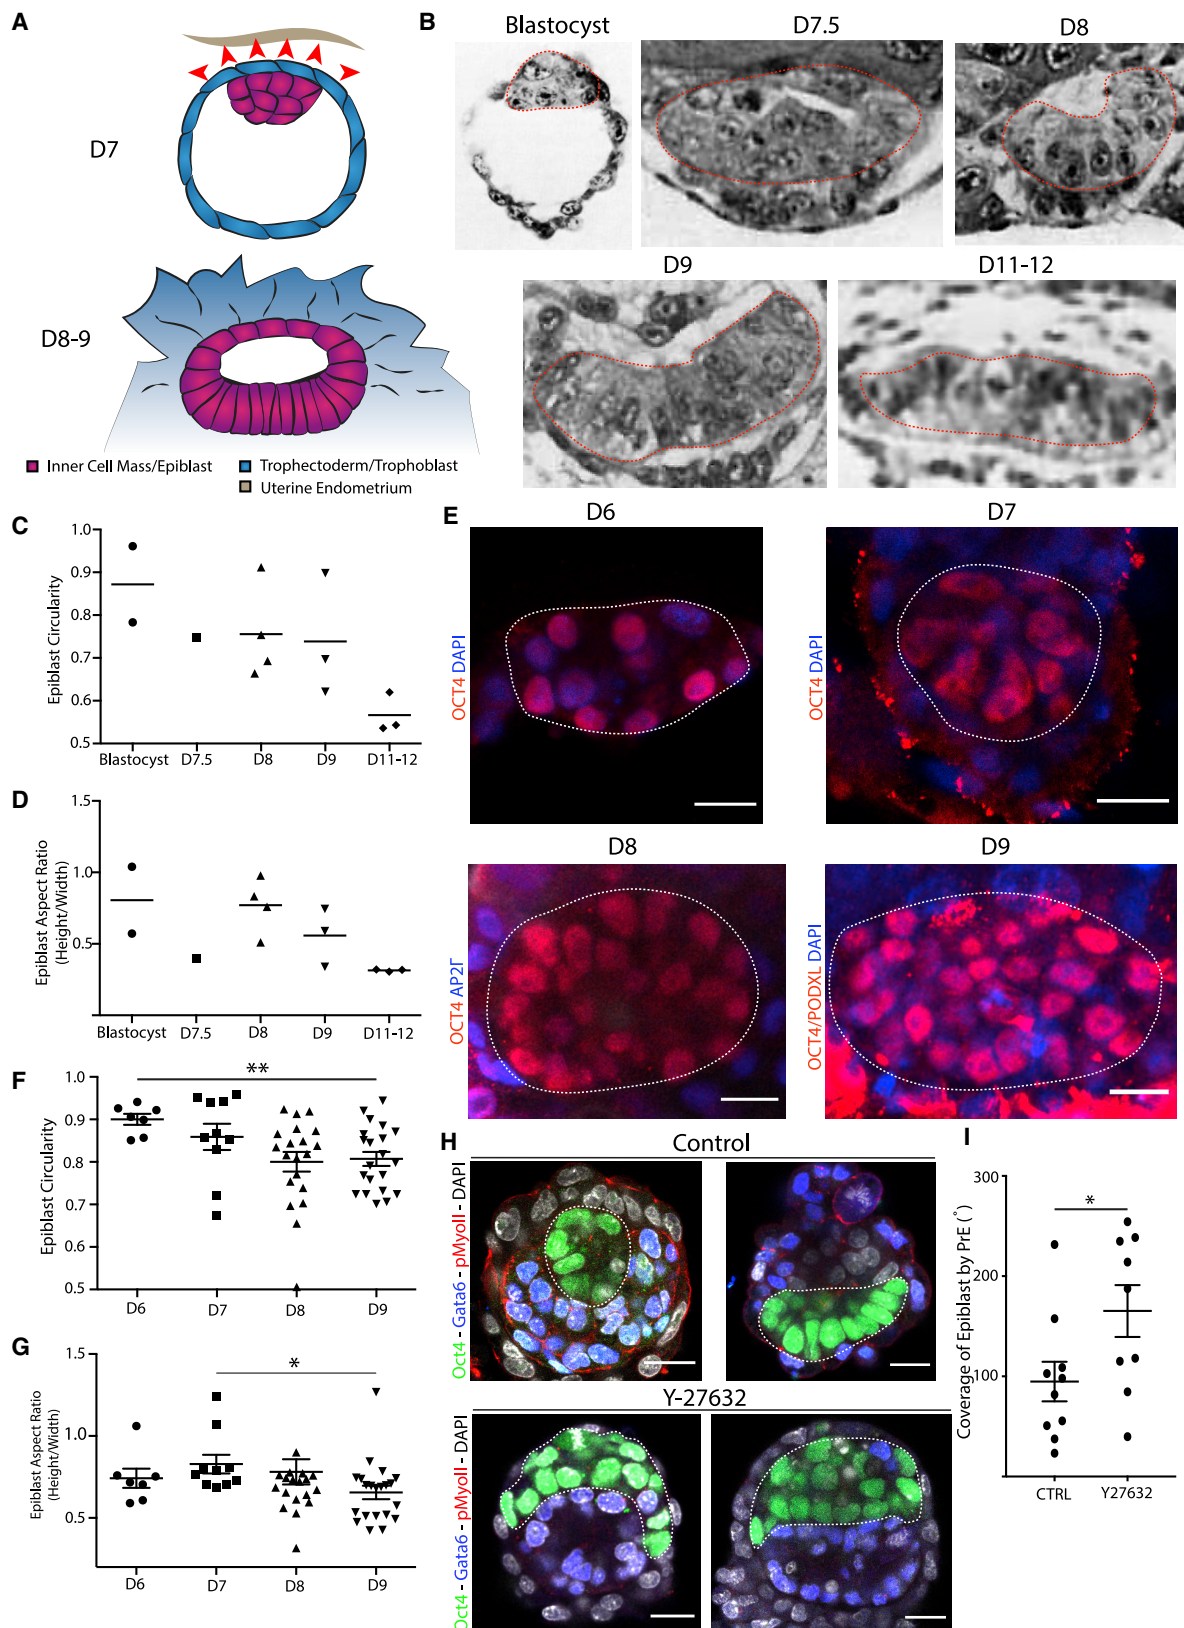 A
D7
D8-9
Inner Cell Mass/Epiblast
Trophectoderm/Trophoblast
Uterine Endometrium
B
Blastocyst
D7.5
D8
D9
D11-12
C
Epiblast Circularity
1.0
0.9
0.8
0.7
0.6
0.5
Blastocyst
D7.5
D8
D9
D11-12
D
Epiblast Aspect Ratio
(Height/Width)
1.5
1.0
0.5
Blastocyst
D7.5
D8
D9
D11-12
E
D6
OCT4 DAPI
D7
OCT4 DAPI
D8
OCT4 AP2Γ
D9
OCT4/PODXL DAPI
F
Epiblast Circularity
1.0
0.9
0.8
0.7
0.6
0.5
**
D6
D7
D8
D9
G
Epiblast Aspect Ratio
(Height/Width)
1.5
1.0
0.5
*
D6
D7
D8
D9
H
Control
Oct4 - Gata6 - pMyoII - DAPI
Y-27632
Oct4 - Gata6 - pMyoII - DAPI
I
Coverage of Epiblast by PrE (°)
300
200
100
*
CTRL
Y27632